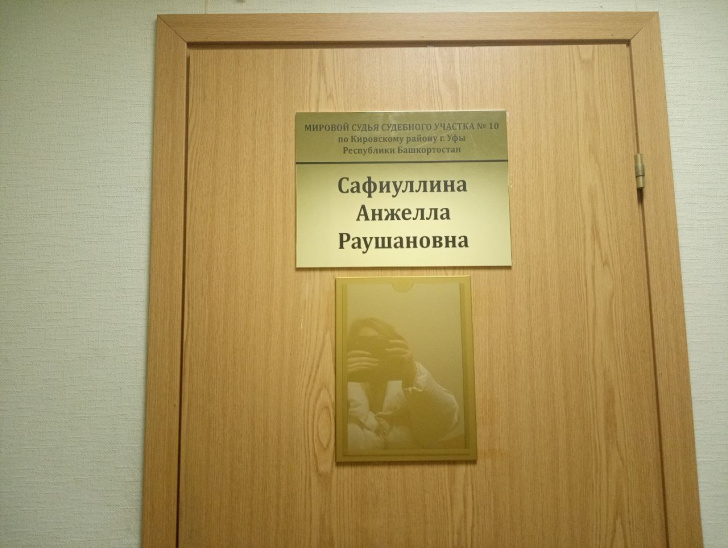 МИРОВОЙ СУДЬЯ СУДЕБНОГО УЧАСТКА № 10
по Кировскому району г. Уфы
Республики Башкортостан
Сафиуллина
Анжелла
Раушановна